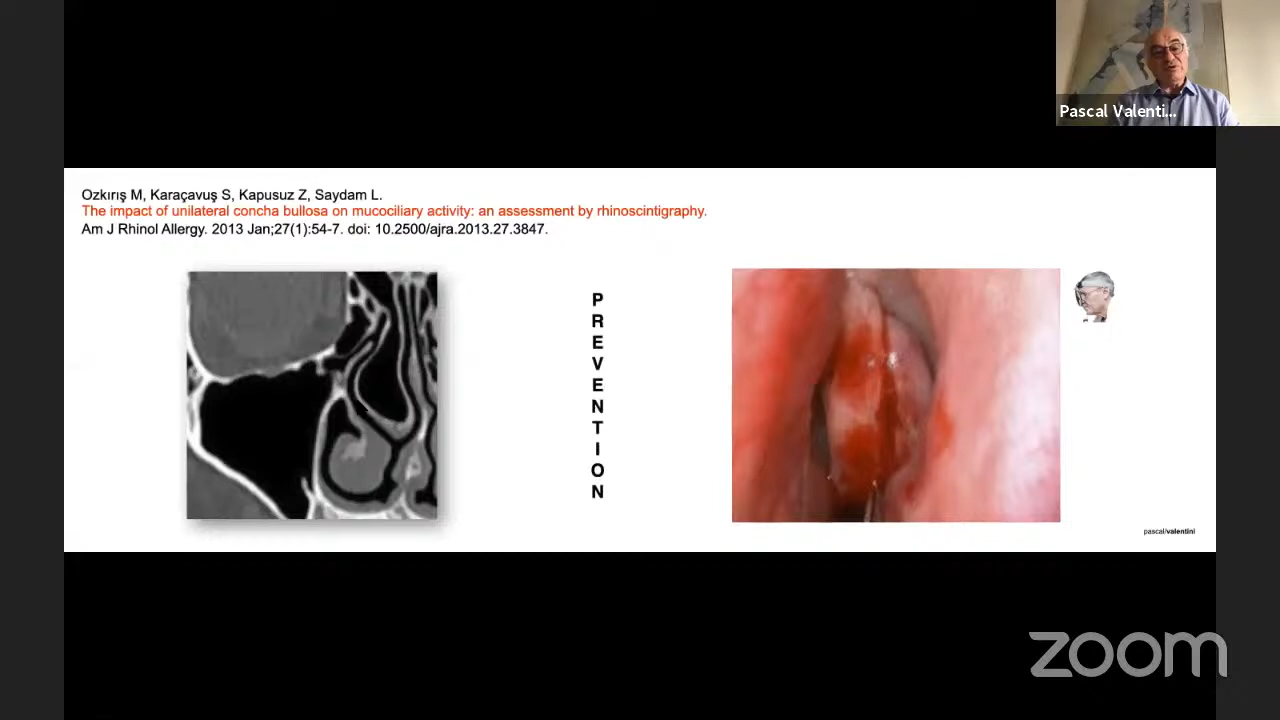 Pascal Valenti...
Ozkırış M, Karaçavuş S, Kapusuz Z, Saydam L.
The impact of unilateral concha bullosa on mucociliary activity: an assessment by rhinoscintigraphy.
Am J Rhinol Allergy. 2013 Jan;27(1):54-7. doi: 10.2500/ajra.2013.27.3847.
PREVENTION
pascal/valentini
zoom